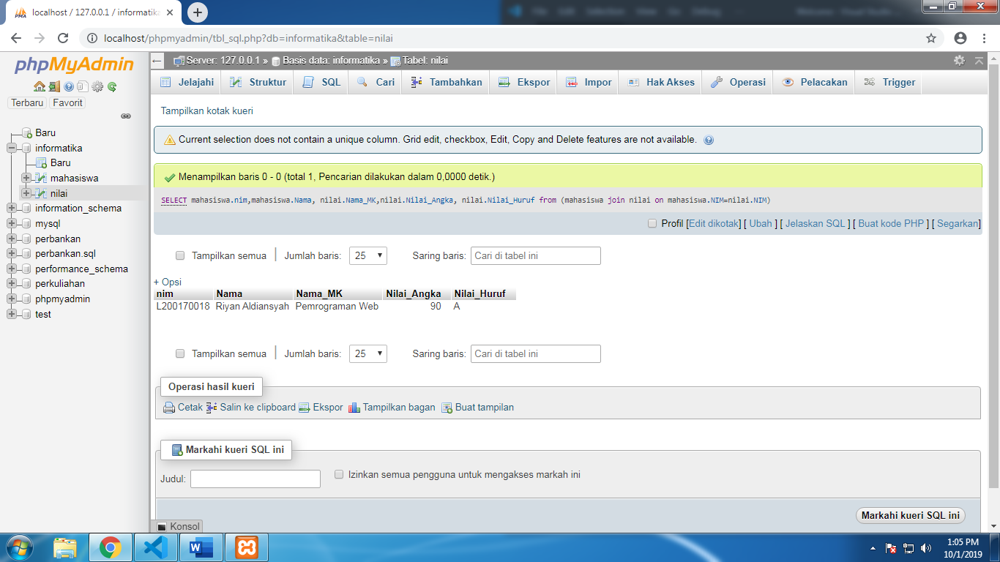 localhost / 127.0.0.1 / informatika
localhost/phpmyadmin/tbl_sql.php?db=informatika&table=nilai
phpMyAdmin
Terbaru Favorit
Baru
informatika
Baru
mahasiswa
nilai
information_schema
mysql
perbankan
perbankan.sql
performance_schema
perkuliahan
phpmyadmin
test
Server: 127.0.0.1 » Basis data: informatika » Tabel: nilai
Jelajahi Struktur SQL Cari Tambahkan Ekspor Impor Hak Akses Operasi Pelacakan Trigger
Tampilkan kotak kueri
Current selection does not contain a unique column. Grid edit, checkbox, Edit, Copy and Delete features are not available.
Menampilkan baris 0 - 0 (total 1, Pencarian dilakukan dalam 0,0000 detik.)
SELECT mahasiswa.nim,mahasiswa.Nama, nilai.Nama_MK,nilai.Nilai_Angka, nilai.Nilai_Huruf from (mahasiswa join nilai on mahasiswa.NIM=nilai.NIM)
Profil [Edit dikotak] [ Ubah ] [ Jelaskan SQL ] [ Buat kode PHP ] [ Segarkan]
Tampilkan semua | Jumlah baris: 25 Saring baris: Cari di tabel ini
+ Opsi
nim Nama Nama_MK Nilai_Angka Nilai_Huruf
L200170018 Riyan Aldiansyah Pemrograman Web 90 A
Tampilkan semua | Jumlah baris: 25 Saring baris: Cari di tabel ini
Operasi hasil kueri
Cetak Salin ke clipboard Ekspor Tampilkan bagan Buat tampilan
Markahi kueri SQL ini
Judul: Izinkan semua pengguna untuk mengakses markah ini
Markahi kueri SQL ini
Konsol
1:05 PM
10/1/2019